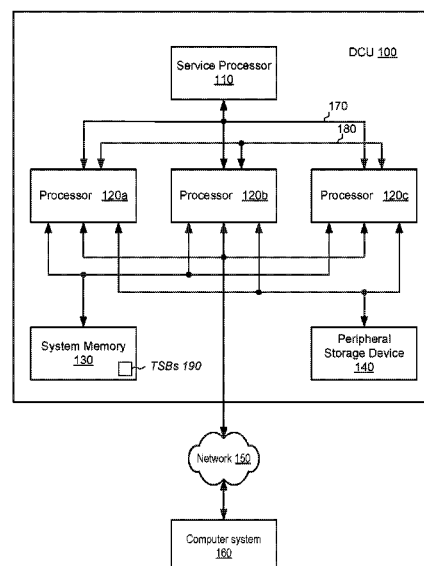 DCU 100
Service Processor
110
170
180
Processor 120a
Processor 120b
Processor 120c
System Memory
130
TSBs 190
Peripheral
Storage Device
140
Network 150
Computer system
160